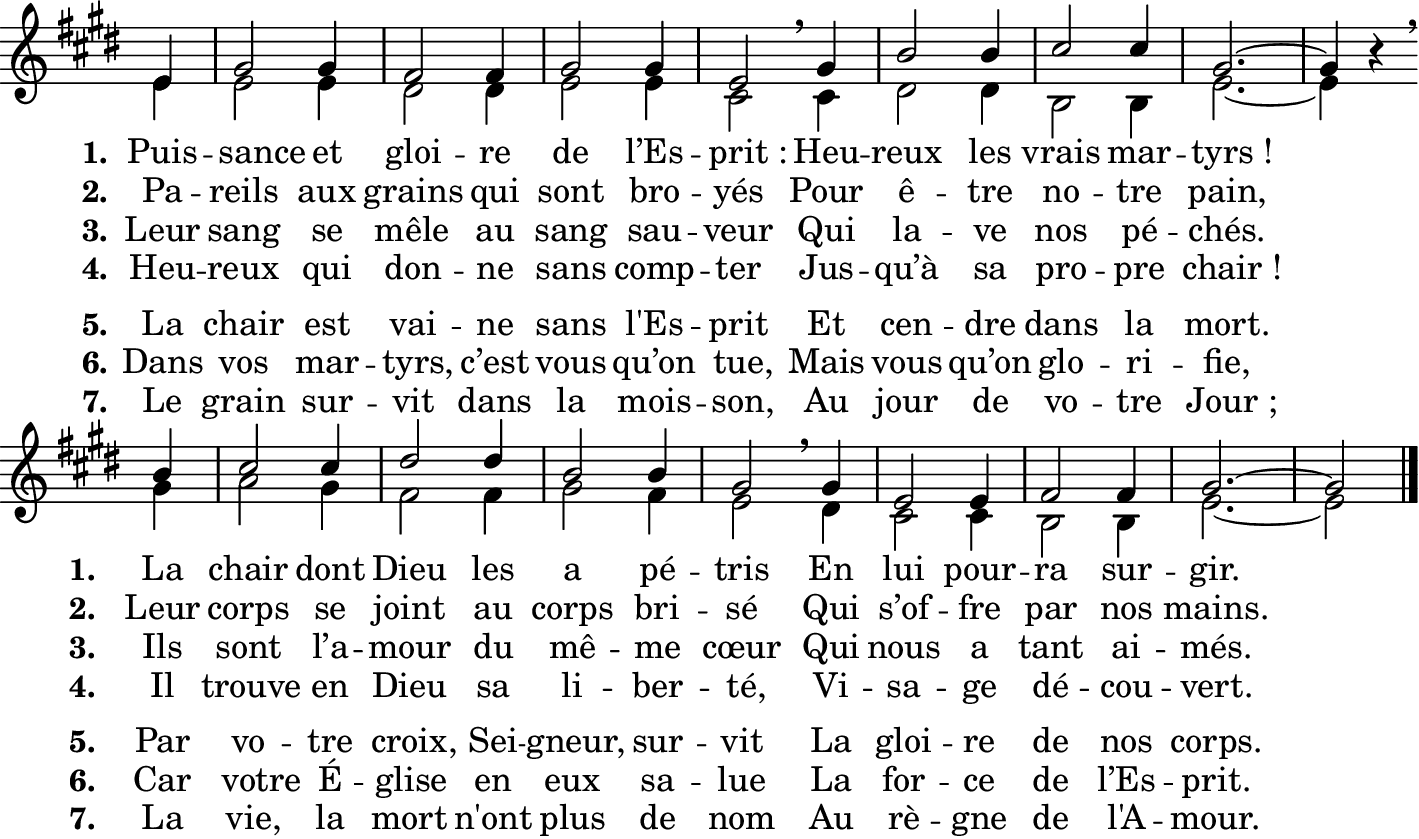 1. Puis -- sance et gloi -- re de l’Es -- prit : Heu -- reux les vrais mar -- tyrs !
2. Pa -- reils aux grains qui sont bro -- yés Pour ê -- tre no -- tre pain,
3. Leur sang se mêle au sang sau -- veur Qui la -- ve nos pé -- chés.
4. Heu -- reux qui don -- ne sans comp -- ter Jus -- qu’à sa pro -- pre chair !
5. La chair est vai -- ne sans l'Es -- prit Et cen -- dre dans la mort.
6. Dans vos mar -- tyrs, c’est vous qu’on tue, Mais vous qu’on glo -- ri -- fie,
7. Le grain sur -- vit dans la mois -- son, Au jour de vo -- tre Jour ;
1. La chair dont Dieu les a pé -- tris En lui pour -- ra sur -- gir.
2. Leur corps se joint au corps bri -- sé Qui s’of -- fre par nos mains.
3. Ils sont l’a -- mour du mê -- me cœur Qui nous a tant ai -- més.
4. Il trouve en Dieu sa li -- ber -- té, Vi -- sa -- ge dé -- cou -- vert.
5. Par vo -- tre croix, Sei -- gneur, sur -- vit La gloi -- re de nos corps.
6. Car votre É -- glise en eux sa -- lue La for -- ce de l’Es -- prit.
7. La vie, la mort n'ont plus de nom Au rè -- gne de l'A -- mour.